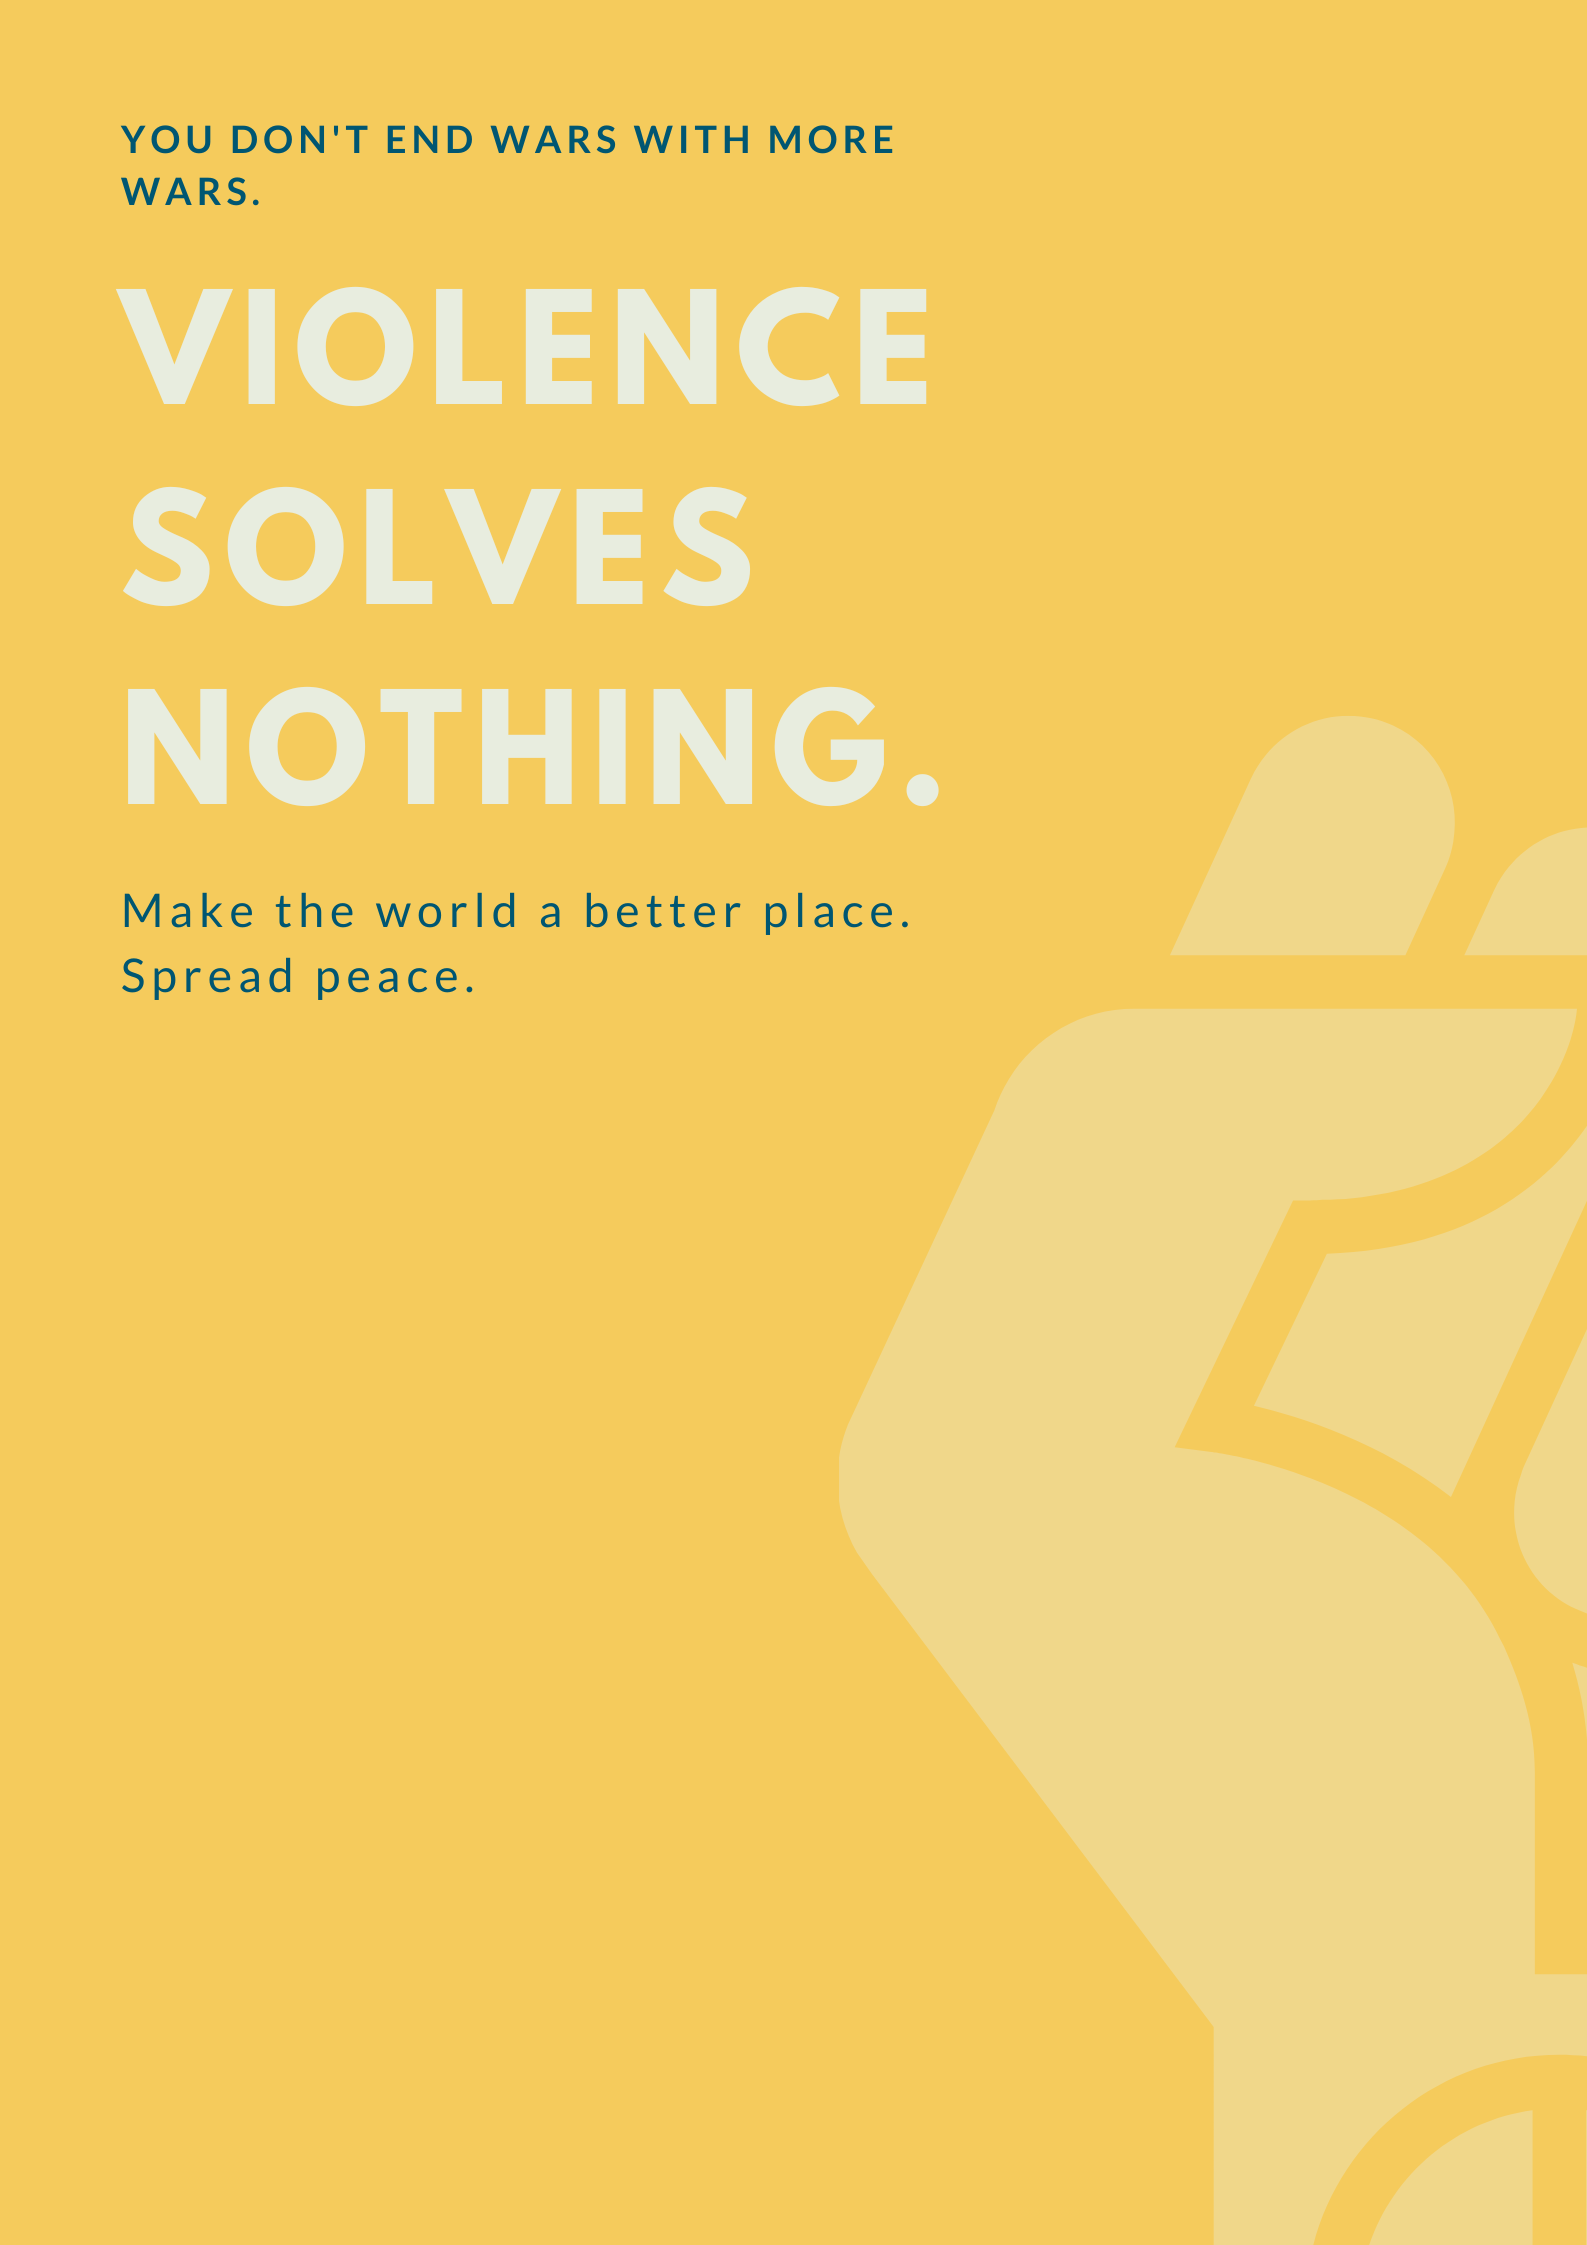 YOU DON'T END WARS WITH MORE
WARS.
VIOLENCE
SOLVES
NOTHING.
Make the world a better place.
Spread peace.